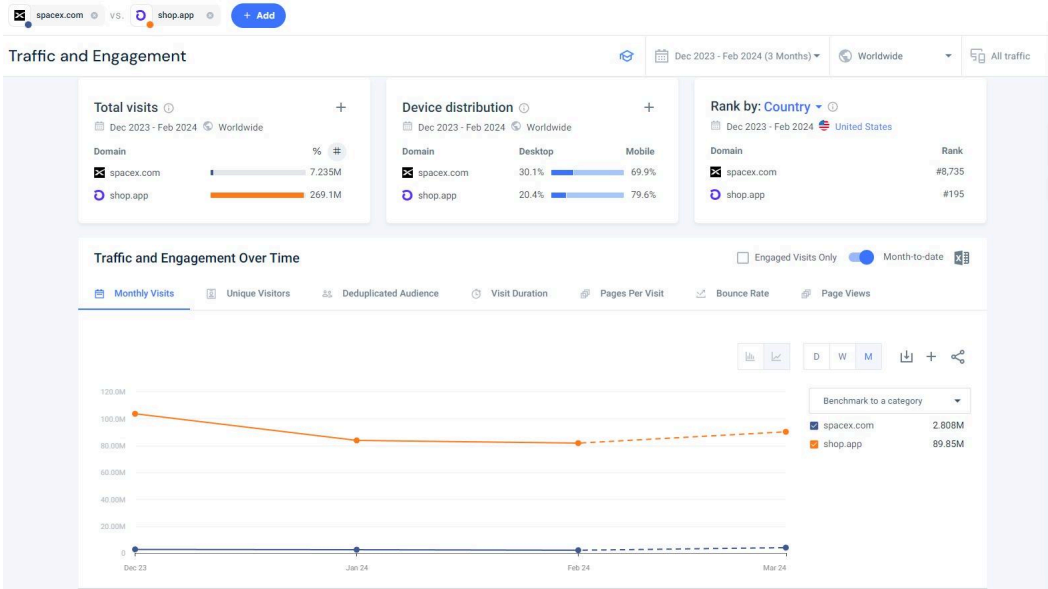 spacex.com vs. shop.app + Add
Traffic and Engagement Dec 2023 - Feb 2024 (3 Months) Worldwide All traffic
Total visits
Dec 2023 - Feb 2024 Worldwide
Domain % #
spacex.com 7.235M
shop.app 269.1M
Device distribution
Dec 2023 - Feb 2024 Worldwide
Domain Desktop Mobile
spacex.com 30.1% 69.9%
shop.app 20.4% 79.6%
Rank by: Country
Dec 2023 - Feb 2024 United States
Domain Rank
spacex.com #8,735
shop.app #195
Traffic and Engagement Over Time Engaged Visits Only Month-to-date
Monthly Visits Unique Visitors Deduplicated Audience Visit Duration Pages Per Visit Bounce Rate Page Views
D W M
Benchmark to a category
spacex.com 2.808M
shop.app 89.85M
120.0M
100.0M
80.00M
60.00M
40.00M
20.00M
0
Dec 23 Jan 24 Feb 24 Mar 24